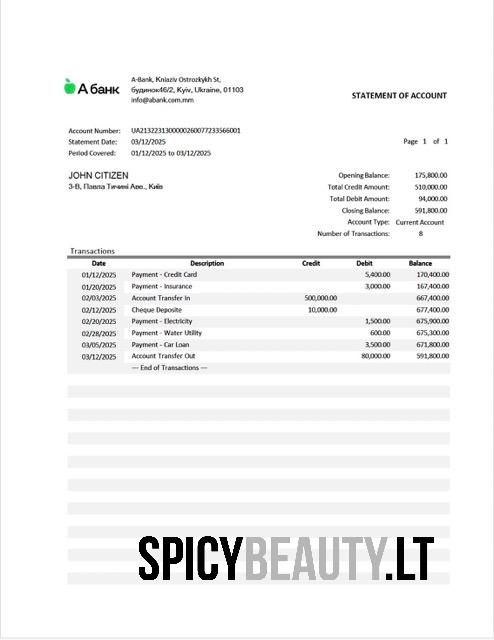 А банк
A-Bank, Kniaziv Ostrozkykh St,
будинок46/2, Kyiv, Ukraine, 01103
info@abank.com.mm
STATEMENT OF ACCOUNT
Account Number: UA2132231300000260077233566001
Statement Date: 03/12/2025 Page 1 of 1
Period Covered: 01/12/2025 to 03/12/2025
JOHN CITIZEN
3-В, Павла Тичині Аве., Київ
Opening Balance: 175,800.00
Total Credit Amount: 510,000.00
Total Debit Amount: 94,000.00
Closing Balance: 591,800.00
Account Type: Current Account
Number of Transactions: 8
Transactions
Date Description Credit Debit Balance
01/12/2025 Payment - Credit Card 5,400.00 170,400.00
01/20/2025 Payment - Insurance 3,000.00 167,400.00
02/03/2025 Account Transfer In 500,000.00 667,400.00
02/12/2025 Cheque Deposite 10,000.00 677,400.00
02/20/2025 Payment - Electricity 1,500.00 675,900.00
02/28/2025 Payment - Water Utility 600.00 675,300.00
03/05/2025 Payment - Car Loan 3,500.00 671,800.00
03/12/2025 Account Transfer Out 80,000.00 591,800.00
--- End of Transactions ---
SPICYBEAUTY.LT